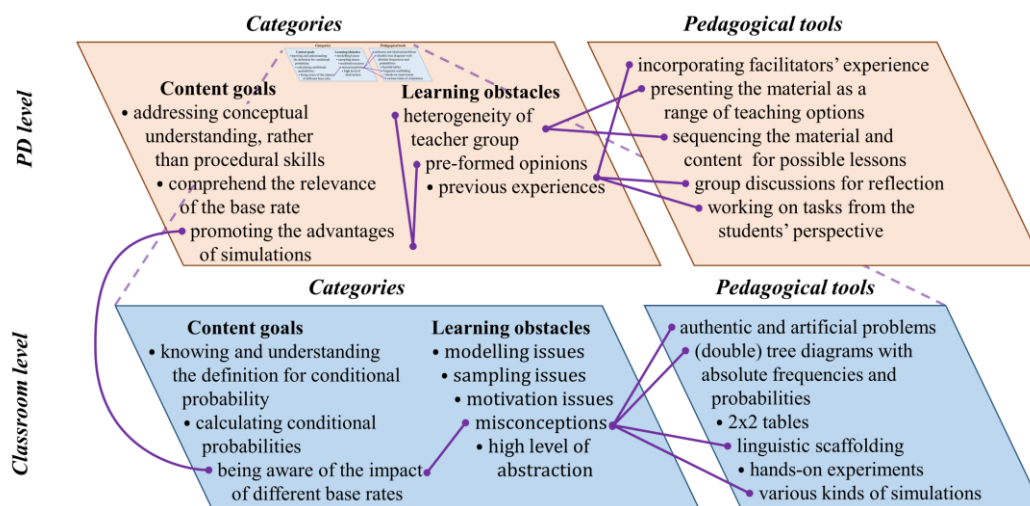 Categories
Pedagogical tools
PD level
Content goals
• addressing conceptual
understanding, rather
than procedural skills
• comprehend the relevance
of the base rate
• promoting the advantages
of simulations
Learning obstacles
heterogeneity of
teacher group
pre-formed opinions
• previous experiences
incorporating facilitators' experience
presenting the material as a
range of teaching options
sequencing the material and
content for possible lessons
group discussions for reflection
working on tasks from the
students' perspective
Categories
Pedagogical tools
Classroom level
Content goals
• knowing and understanding
the definition for conditional
probability
• calculating conditional
probabilities
being aware of the impact
of different base rates
Learning obstacles
• modelling issues
• sampling issues
• motivation issues
misconceptions
• high level of
abstraction
authentic and artificial problems
(double) tree diagrams with
absolute frequencies and
probabilities
• 2x2 tables
linguistic scaffolding
• hands-on experiments
various kinds of simulations